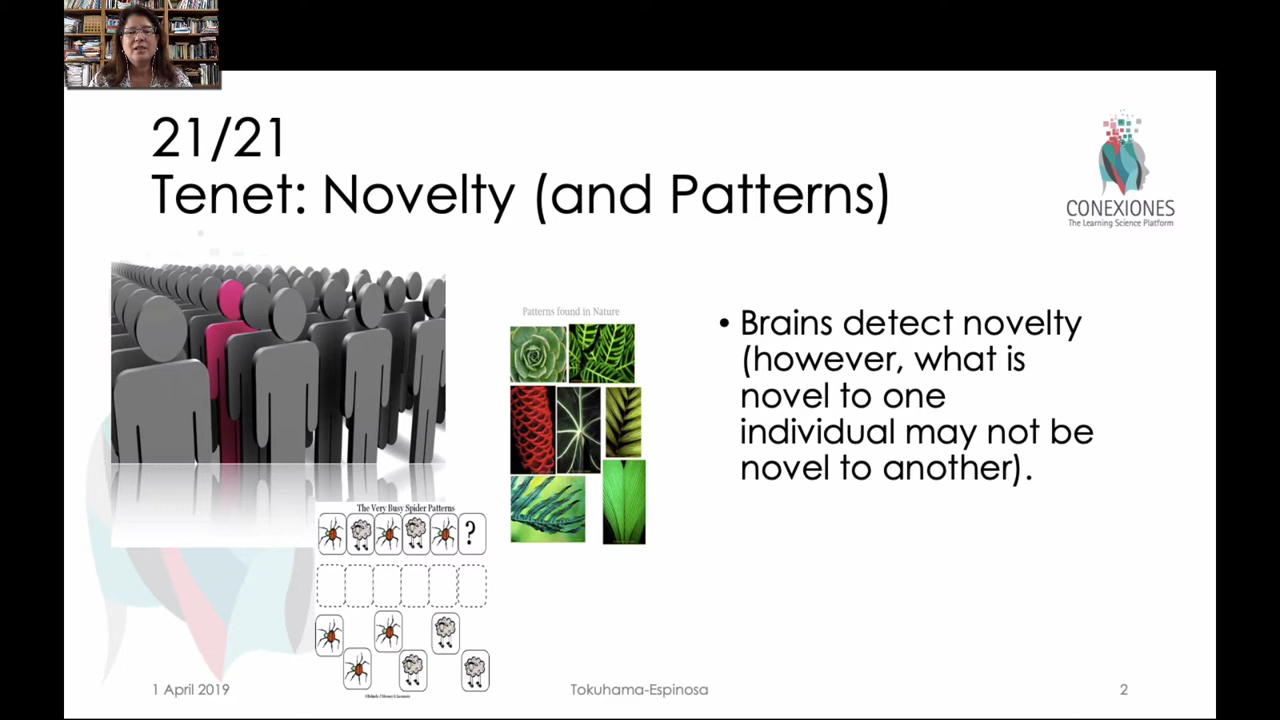 21/21
Tenet: Novelty (and Patterns)
CONEXIONES
The Learning Science Platform
Patterns found in Nature
• Brains detect novelty
(however, what is
novel to one
individual may not be
novel to another).
The Very Busy Spider Patterns
?
1 April 2019
Tokuhama-Espinosa
2